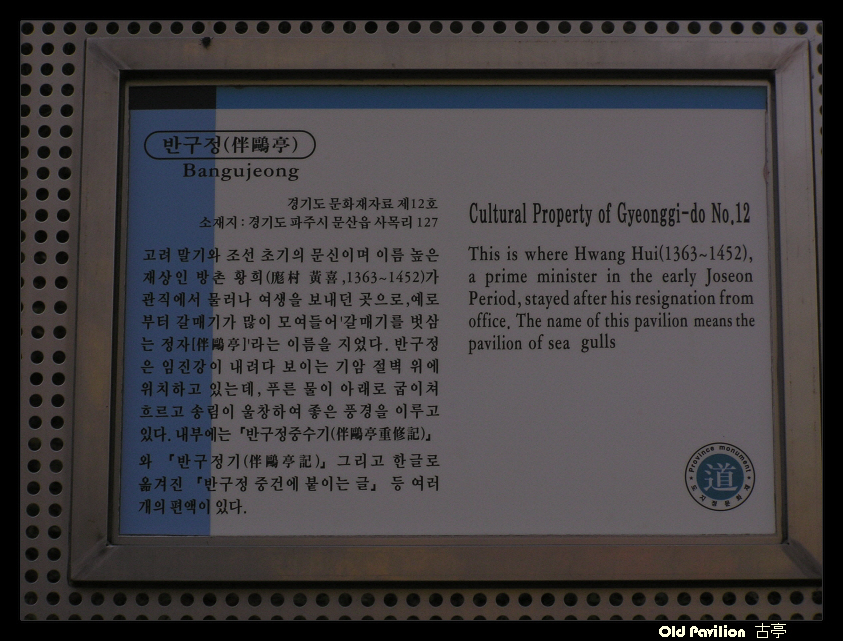 반구정(伴鷗亭)
Bangujeong
경기도 문화재자료 제12호
소재지 : 경기도 파주시 문산읍 사목리 127
고려 말기와 조선 초기의 문신이며 이름 높은
재상인 방촌 황희(厖村 黃喜,1363~1452)가
관직에서 물러나 여생을 보내던 곳으로,예로
부터 갈매기가 많이 모여들어'갈매기를 벗삼
는 정자[伴鷗亭]'라는 이름을 지었다. 반구정
은 임진강이 내려다 보이는 기암 절벽 위에
위치하고 있는데, 푸른 물이 아래로 굽이쳐
흐르고 송림이 울창하여 좋은 풍경을 이루고
있다. 내부에는『반구정중수기(伴鷗亭重修記)』
와 『반구정기(伴鷗亭記)』그리고 한글로
옮겨진 『반구정 중건에 붙이는 글』 등 여러
개의 편액이 있다.
Cultural Property of Gyeonggi-do No.12
This is where Hwang Hui(1363~1452),
a prime minister in the early Joseon
Period, stayed after his resignation from
office. The name of this pavilion means the
pavilion of sea gulls
Province monument
道
도지정문화재
Old Pavilion 古亭